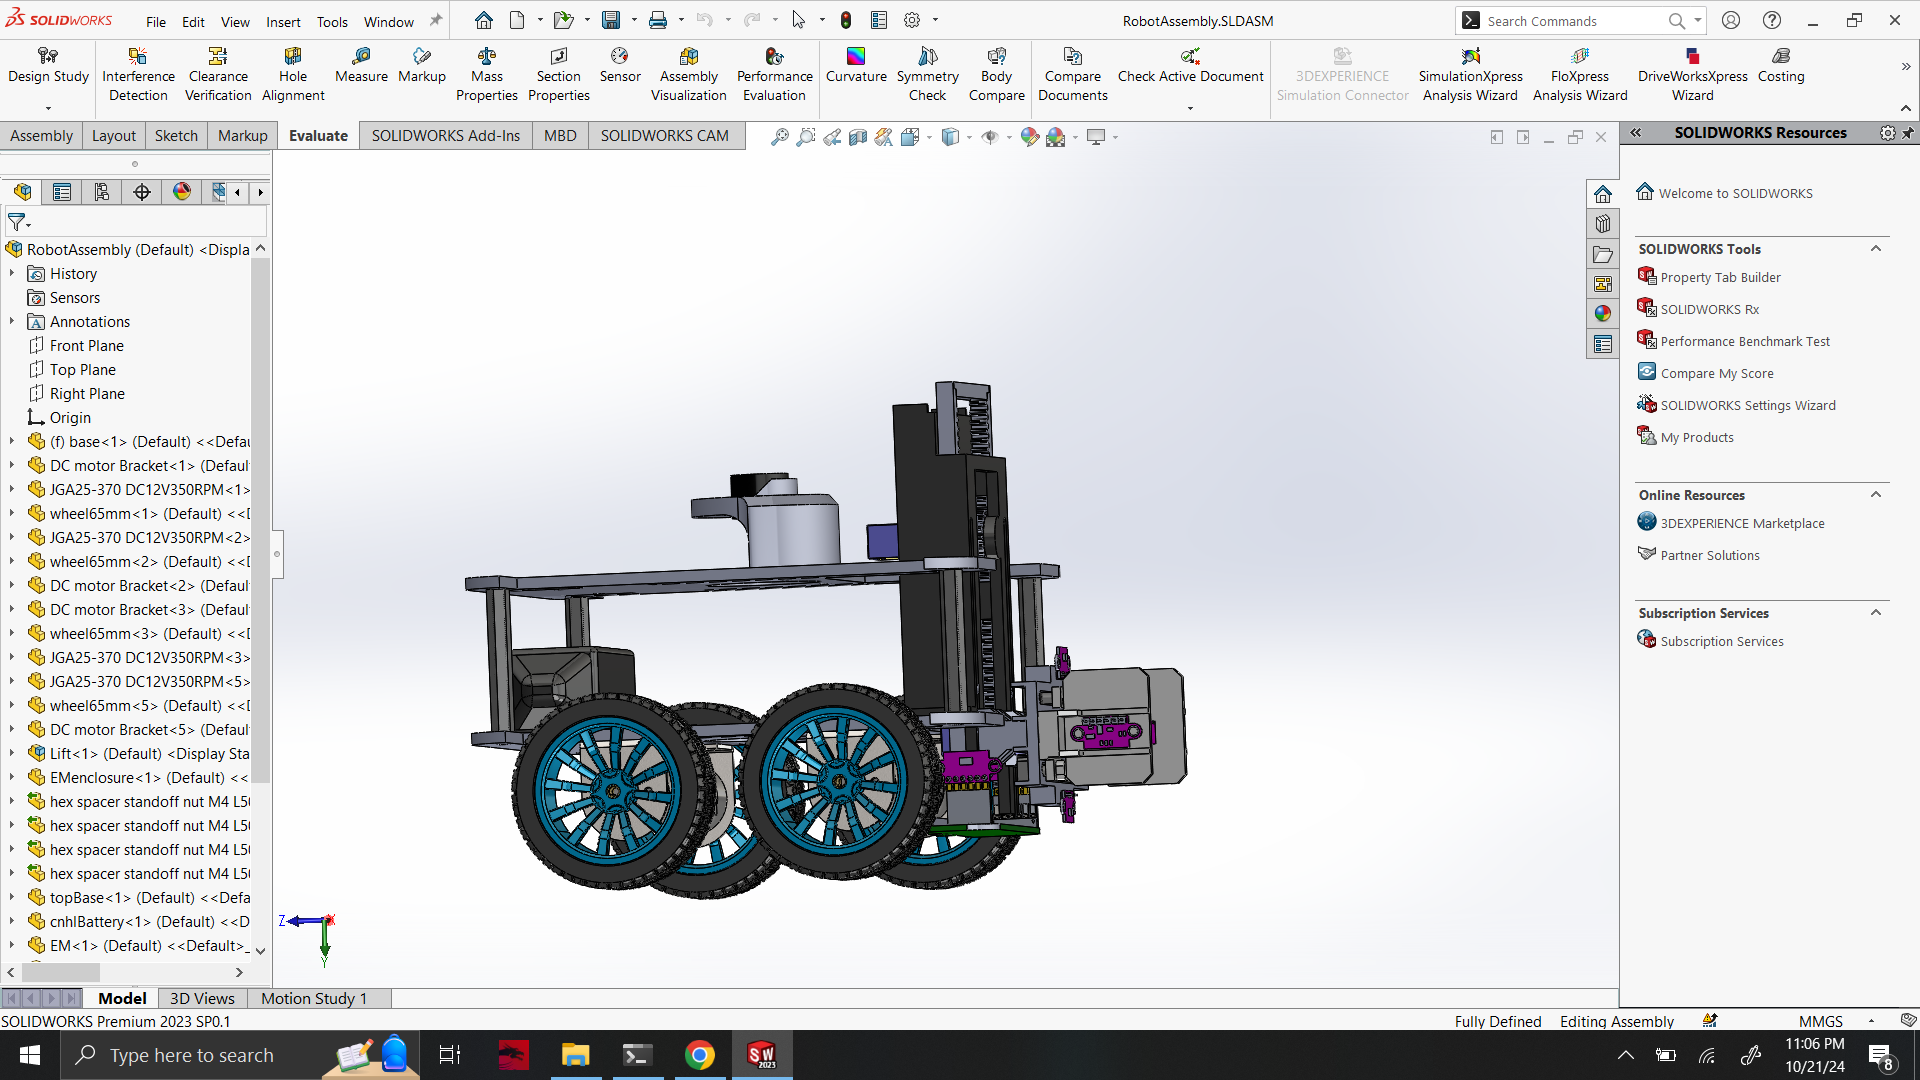 SOLIDWORKS
File Edit View Insert Tools Window
RobotAssembly.SLDASM
Search Commands
Design Study
Interference Detection
Clearance Verification
Hole Alignment
Measure
Markup
Mass Properties
Section Properties
Sensor
Assembly Visualization
Performance Evaluation
Curvature
Symmetry Check
Body Compare
Compare Documents
Check Active Document
3DEXPERIENCE Simulation Connector
SimulationXpress Analysis Wizard
FloXpress Analysis Wizard
DriveWorksXpress Wizard
Costing
Assembly Layout Sketch Markup Evaluate SOLIDWORKS Add-Ins MBD SOLIDWORKS CAM
RobotAssembly (Default) <Displa
History
Sensors
Annotations
Front Plane
Top Plane
Right Plane
Origin
(f) base<1> (Default) <<Defau
DC motor Bracket<1> (Defaul
JGA25-370 DC12V350RPM<1>
wheel65mm<1> (Default) <<D
JGA25-370 DC12V350RPM<2>
wheel65mm<2> (Default) <<D
DC motor Bracket<2> (Defaul
DC motor Bracket<3> (Defaul
wheel65mm<3> (Default) <<D
JGA25-370 DC12V350RPM<3>
JGA25-370 DC12V350RPM<5>
wheel65mm<5> (Default) <<D
DC motor Bracket<5> (Defaul
Lift<1> (Default) <Display Sta
EMenclosure<1> (Default) <<
hex spacer standoff nut M4 L5
hex spacer standoff nut M4 L5
hex spacer standoff nut M4 L5
hex spacer standoff nut M4 L5
topBase<1> (Default) <<Defa
cnhlBattery<1> (Default) <<D
EM<1> (Default) <<Default>_
Z
Y
SOLIDWORKS Resources
Welcome to SOLIDWORKS
SOLIDWORKS Tools
Property Tab Builder
SOLIDWORKS Rx
Performance Benchmark Test
Compare My Score
SOLIDWORKS Settings Wizard
My Products
Online Resources
3DEXPERIENCE Marketplace
Partner Solutions
Subscription Services
Subscription Services
Model 3D Views Motion Study 1
SOLIDWORKS Premium 2023 SP0.1
Fully Defined Editing Assembly MMGS
Type here to search
SW 2023
11:06 PM
10/21/24
8